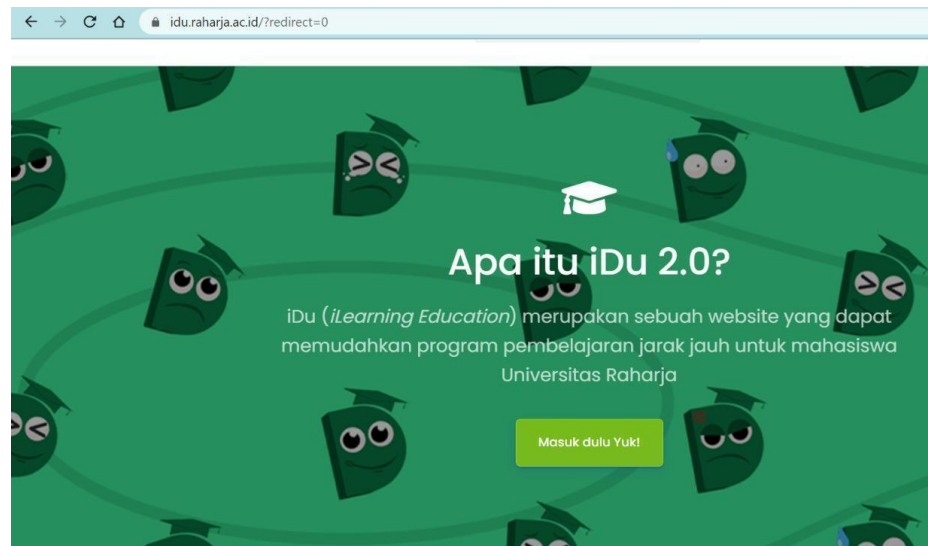 idu.raharja.ac.id/?redirect=0
Apa itu iDu 2.0?
iDu (iLearning Education) merupakan sebuah website yang dapat
memudahkan program pembelajaran jarak jauh untuk mahasiswa
Universitas Raharja
Masuk dulu Yuk!